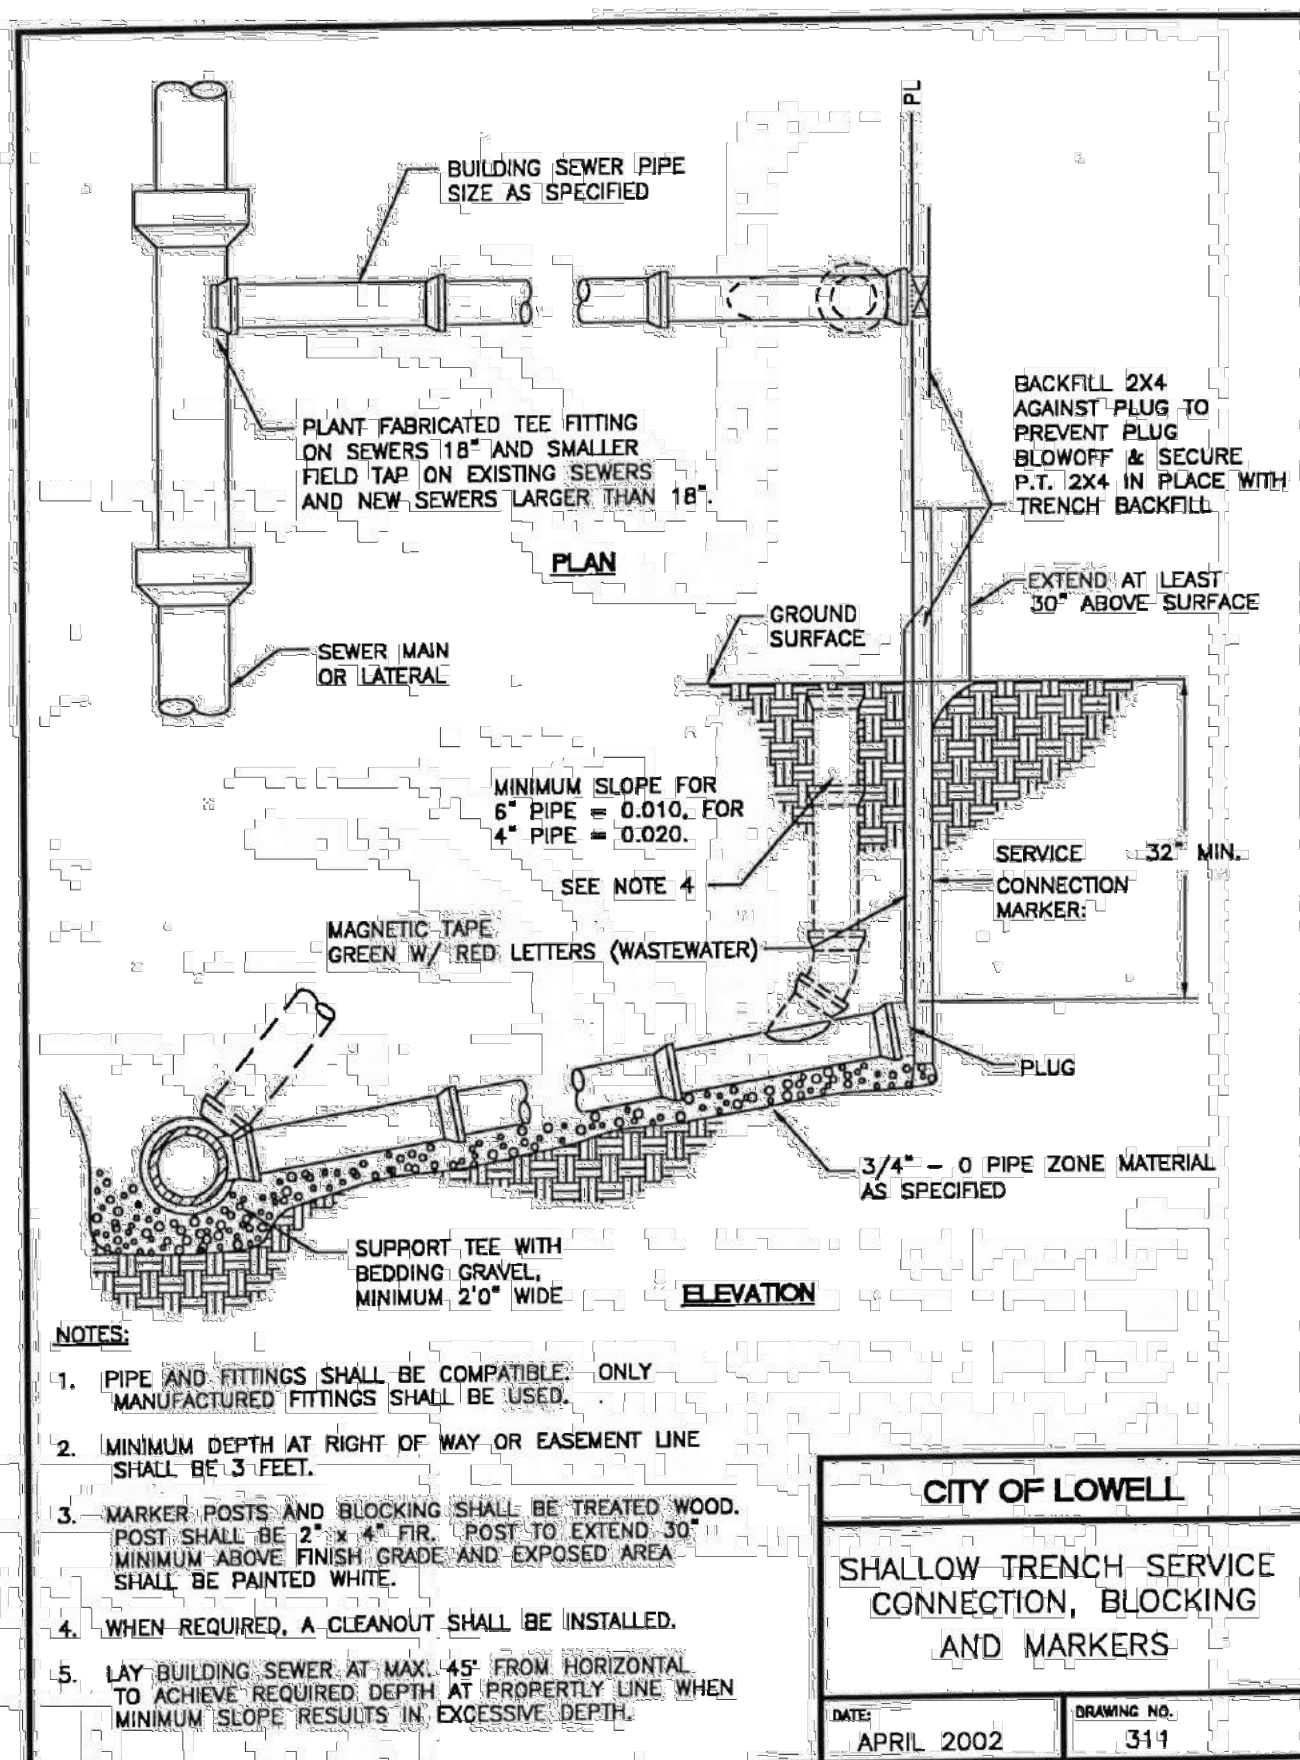 PL
BUILDING SEWER PIPE
SIZE AS SPECIFIED
PLANT FABRICATED TEE FITTING
ON SEWERS 18" AND SMALLER
FIELD TAP ON EXISTING SEWERS
AND NEW SEWERS LARGER THAN 18".
BACKFILL 2X4
AGAINST PLUG TO
PREVENT PLUG
BLOWOFF & SECURE
P.T. 2X4 IN PLACE WITH
TRENCH BACKFILL
PLAN
EXTEND AT LEAST
30" ABOVE SURFACE
GROUND
SURFACE
SEWER MAIN
OR LATERAL
MINIMUM SLOPE FOR
6" PIPE = 0.010, FOR
4" PIPE = 0.020.
SEE NOTE 4
SERVICE
CONNECTION
MARKER:
32" MIN.
MAGNETIC TAPE
GREEN W/ RED LETTERS (WASTEWATER)
PLUG
3/4" - 0 PIPE ZONE MATERIAL
AS SPECIFIED
SUPPORT TEE WITH
BEDDING GRAVEL,
MINIMUM 2'0" WIDE
ELEVATION
NOTES:
1. PIPE AND FITTINGS SHALL BE COMPATIBLE. ONLY
MANUFACTURED FITTINGS SHALL BE USED.
2. MINIMUM DEPTH AT RIGHT OF WAY OR EASEMENT LINE
SHALL BE 3 FEET.
3. MARKER POSTS AND BLOCKING SHALL BE TREATED WOOD.
POST SHALL BE 2" x 4" FIR. POST TO EXTEND 30"
MINIMUM ABOVE FINISH GRADE AND EXPOSED AREA
SHALL BE PAINTED WHITE.
4. WHEN REQUIRED, A CLEANOUT SHALL BE INSTALLED.
5. LAY BUILDING SEWER AT MAX. 45° FROM HORIZONTAL
TO ACHIEVE REQUIRED DEPTH AT PROPERTLY LINE WHEN
MINIMUM SLOPE RESULTS IN EXCESSIVE DEPTH.
CITY OF LOWELL
SHALLOW TRENCH SERVICE
CONNECTION, BLOCKING
AND MARKERS
DATE:
APRIL 2002
DRAWING NO.
311